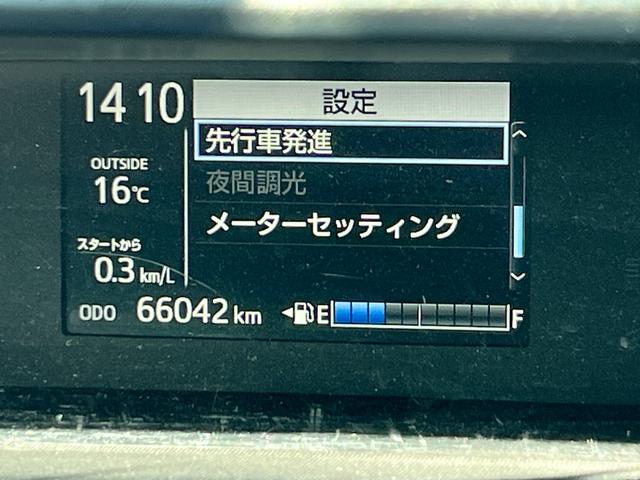 14 10
設定
先行車発進
OUTSIDE
夜間調光
16℃
メーターセッティング
スタートから
0.3 km/L
ODO 66042 km
E F